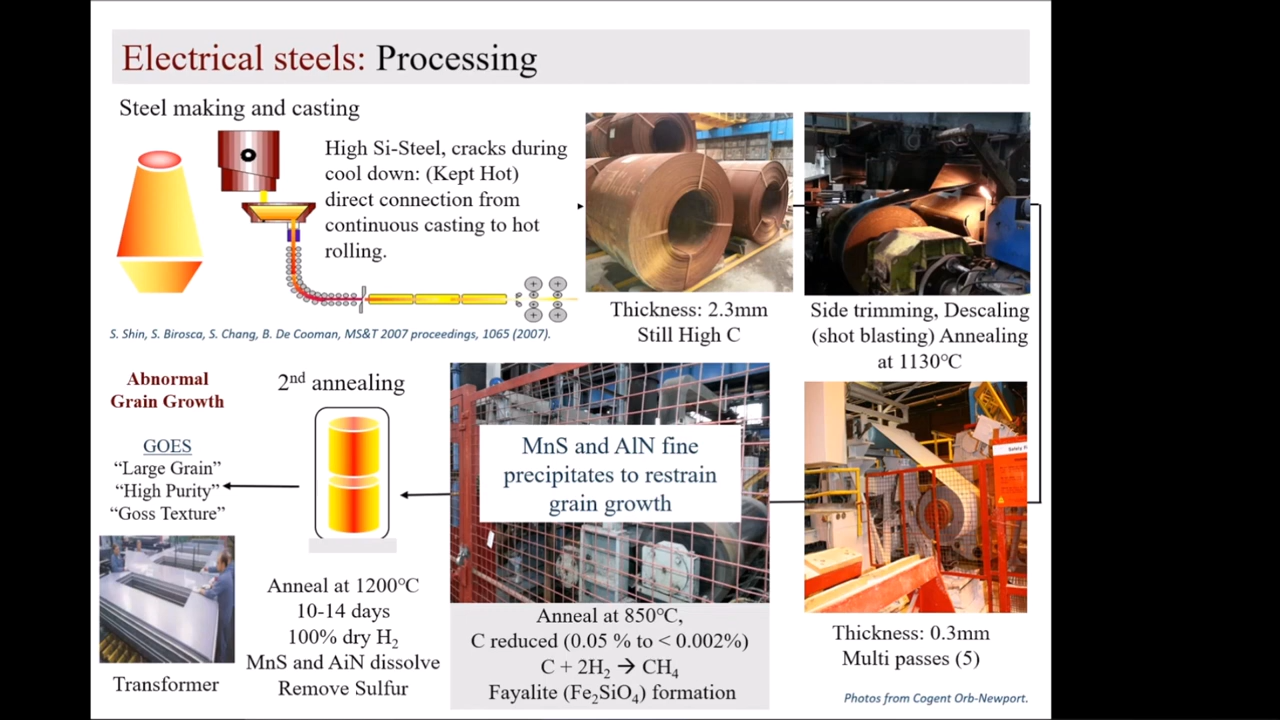 Electrical steels: Processing
Steel making and casting
High Si-Steel, cracks during
cool down: (Kept Hot)
direct connection from
continuous casting to hot
rolling.
S. Shin, S. Birosca, S. Chang, B. De Cooman, MS&T 2007 proceedings, 1065 (2007).
Thickness: 2.3mm
Still High C
Side trimming, Descaling
(shot blasting) Annealing
at 1130℃
Thickness: 0.3mm
Multi passes (5)
Photos from Cogent Orb-Newport.
MnS and AlN fine
precipitates to restrain
grain growth
Anneal at 850℃,
C reduced (0.05 % to < 0.002%)
C + 2H₂ → CH₄
Fayalite (Fe₂SiO₄) formation
2nd annealing
Anneal at 1200℃
10-14 days
100% dry H₂
MnS and AiN dissolve
Remove Sulfur
Abnormal
Grain Growth
GOES
“Large Grain”
“High Purity”
“Goss Texture”
Transformer